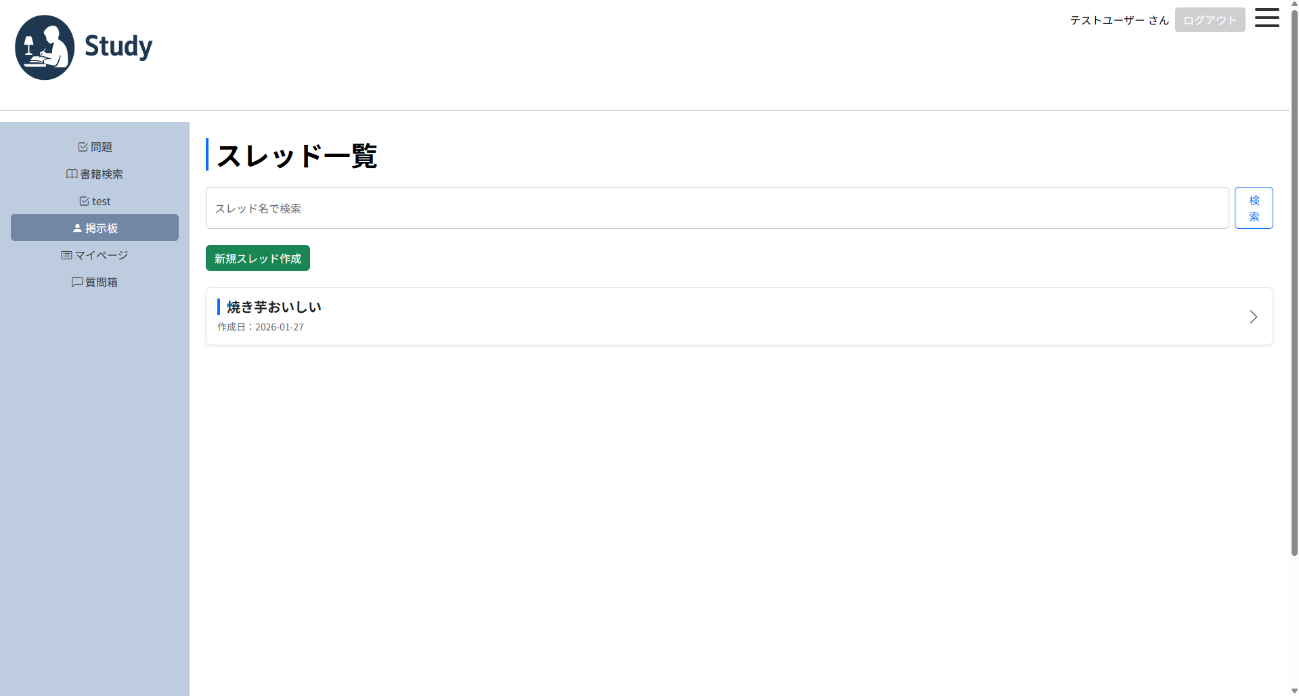 Study
テストユーザー さん
ログアウト
問題
書籍検索
test
掲示板
マイページ
質問箱
スレッド一覧
スレッド名で検索
検
索
新規スレッド作成
焼き芋おいしい
作成日：2026-01-27